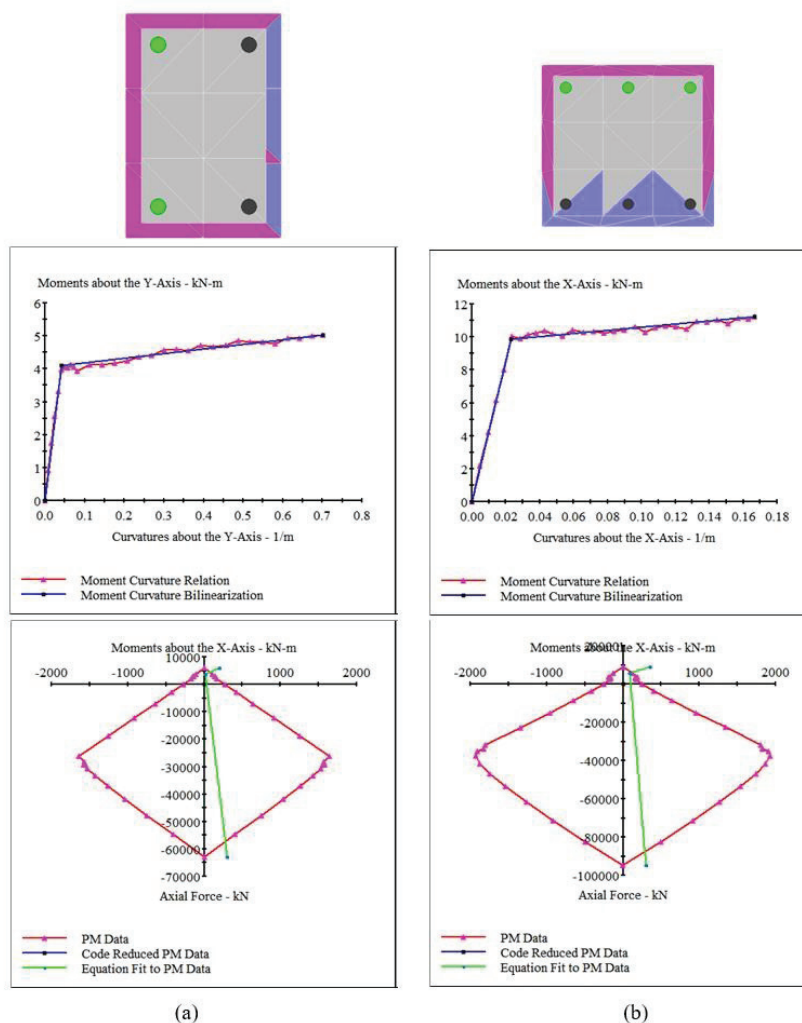 Moments about the Y-Axis - kN-m
6
5
4
3
2
1
0
0.0 0.1 0.2 0.3 0.4 0.5 0.6 0.7 0.8
Curvatures about the Y-Axis - 1/m
Moment Curvature Relation
Moment Curvature Bilinearization
Moments about the X-Axis - kN-m
12
10
8
6
4
2
0
0.00 0.02 0.04 0.06 0.08 0.10 0.12 0.14 0.16 0.18
Curvatures about the X-Axis - 1/m
Moment Curvature Relation
Moment Curvature Bilinearization
Moments about the X-Axis - kN-m
-2000 -1000 0 1000 2000
10000
-10000
-20000
-30000
-40000
-50000
-60000
-70000
Axial Force - kN
PM Data
Code Reduced PM Data
Equation Fit to PM Data
(a)
Moments about the X-Axis - kN-m
20000
-2000 -1000 0 1000 2000
-20000
-40000
-60000
-80000
-100000
Axial Force - kN
PM Data
Code Reduced PM Data
Equation Fit to PM Data
(b)